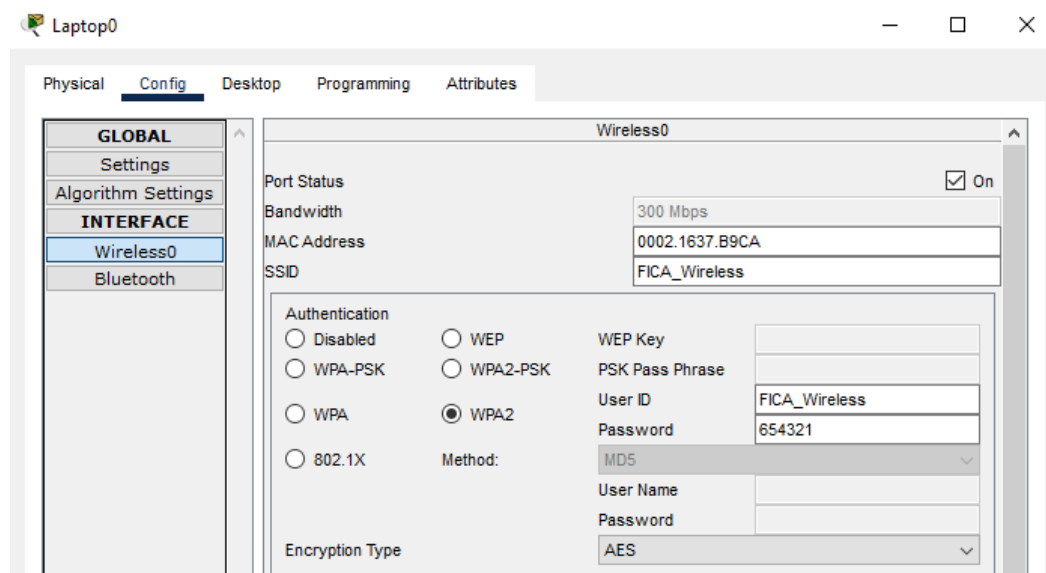 Laptop0
Physical Config Desktop Programming Attributes
GLOBAL
Settings
Algorithm Settings
INTERFACE
Wireless0
Bluetooth
Wireless0
Port Status On
Bandwidth 300 Mbps
MAC Address 0002.1637.B9CA
SSID FICA_Wireless
Authentication
Disabled WEP WEP Key
WPA-PSK WPA2-PSK PSK Pass Phrase
User ID FICA_Wireless
WPA WPA2
Password 654321
802.1X Method: MD5
User Name
Password
Encryption Type AES